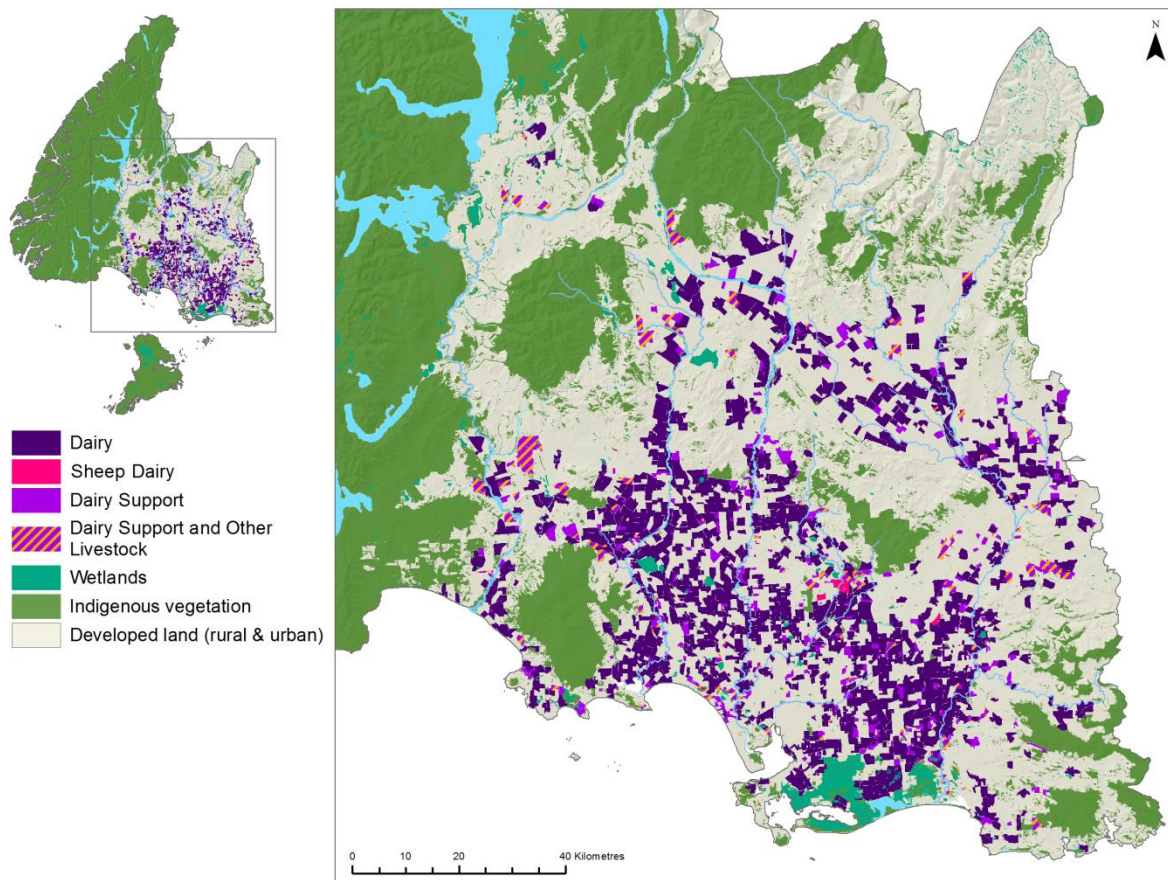 N
Dairy
Sheep Dairy
Dairy Support
Dairy Support and Other
Livestock
Wetlands
Indigenous vegetation
Developed land (rural & urban)
0 10 20 40 Kilometres